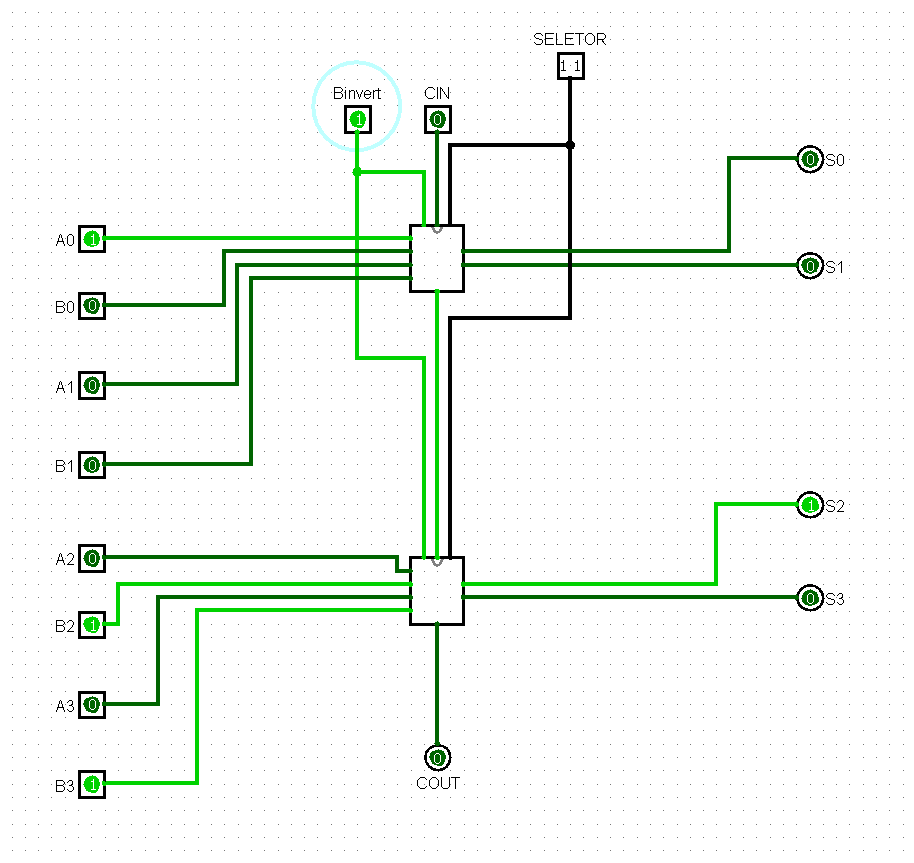 SELETOR
1 1
Binvert
CIN
1
0
0 S0
A0 1
0 S1
B0 0
A1 0
B1 0
1 S2
A2 0
0 S3
B2 1
A3 0
0
B3 1
COUT